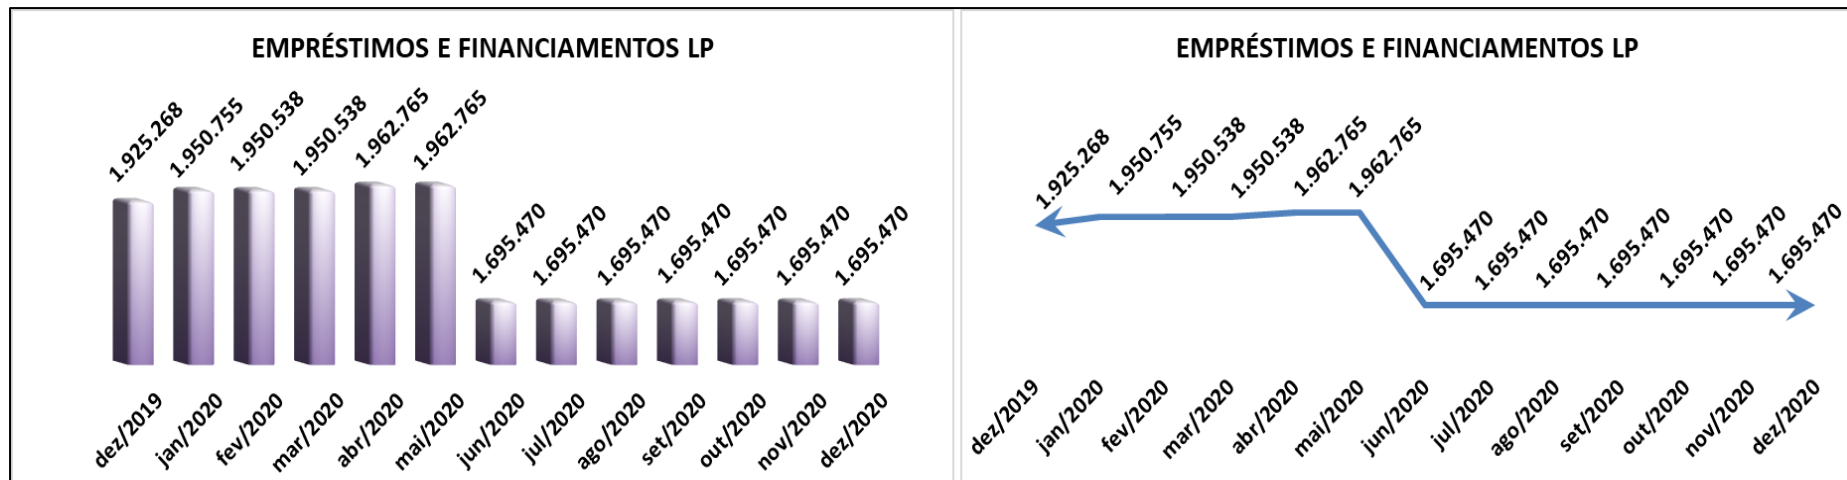 EMPRÉSTIMOS E FINANCIAMENTOS LP
1.925.268
1.950.755
1.950.538
1.950.538
1.962.765
1.962.765
1.695.470
1.695.470
1.695.470
1.695.470
1.695.470
1.695.470
1.695.470
dez/2019
jan/2020
fev/2020
mar/2020
abr/2020
mai/2020
jun/2020
jul/2020
ago/2020
set/2020
out/2020
nov/2020
dez/2020
EMPRÉSTIMOS E FINANCIAMENTOS LP
1.925.268
1.950.755
1.950.538
1.950.538
1.962.765
1.962.765
1.695.470
1.695.470
1.695.470
1.695.470
1.695.470
1.695.470
1.695.470
dez/2019
jan/2020
fev/2020
mar/2020
abr/2020
mai/2020
jun/2020
jul/2020
ago/2020
set/2020
out/2020
nov/2020
dez/2020